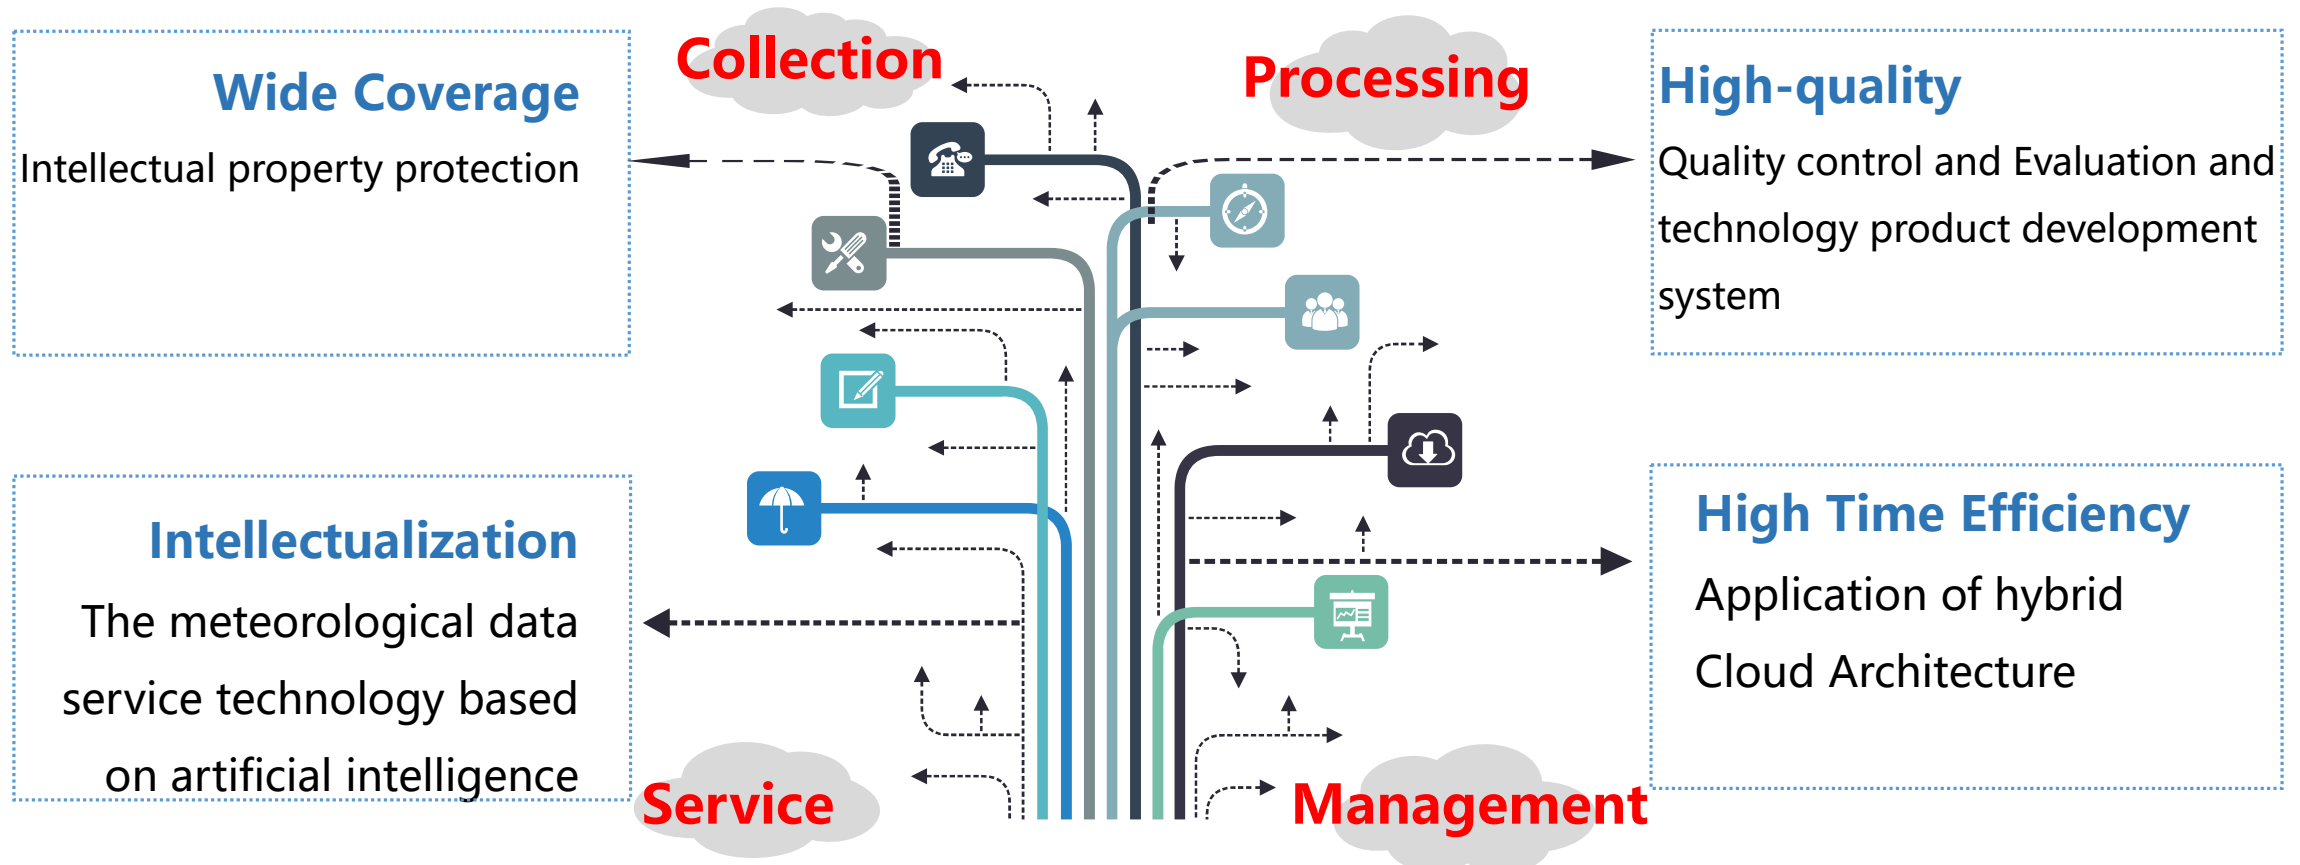 Collection
Wide Coverage
Intellectual property protection
Processing
High-quality
Quality control and Evaluation and
technology product development
system
Intellectualization
The meteorological data
service technology based
on artificial intelligence
Service
High Time Efficiency
Application of hybrid
Cloud Architecture
Management